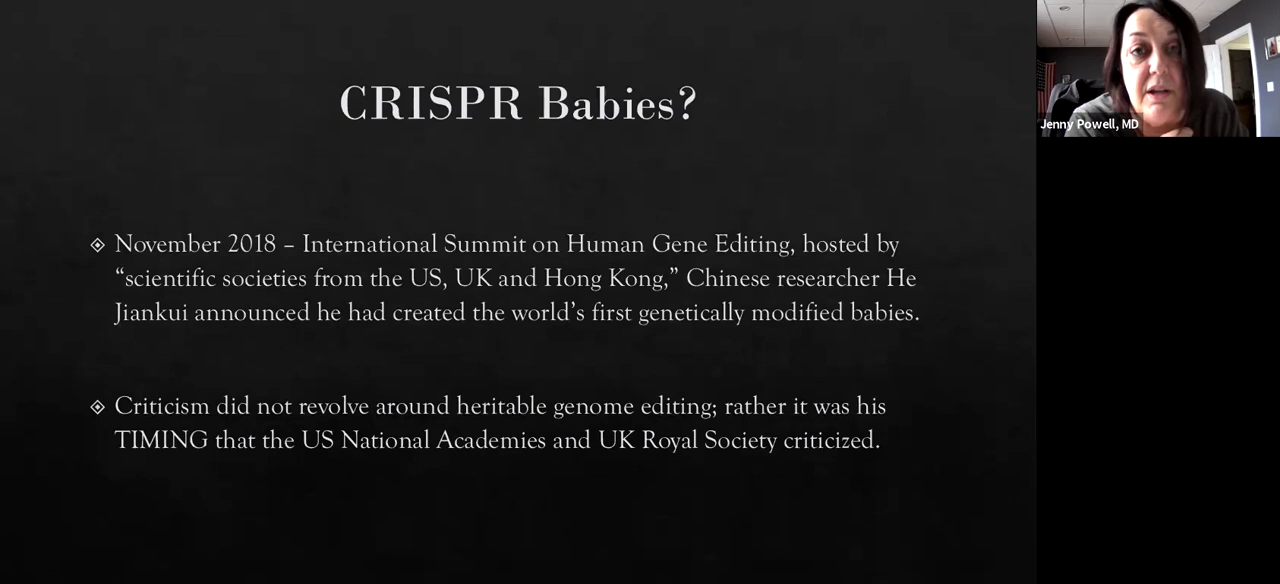 CRISPR Babies?
November 2018 – International Summit on Human Gene Editing, hosted by
“scientific societies from the US, UK and Hong Kong,” Chinese researcher He
Jiankui announced he had created the world’s first genetically modified babies.
Criticism did not revolve around heritable genome editing; rather it was his
TIMING that the US National Academies and UK Royal Society criticized.
Jenny Powell, MD